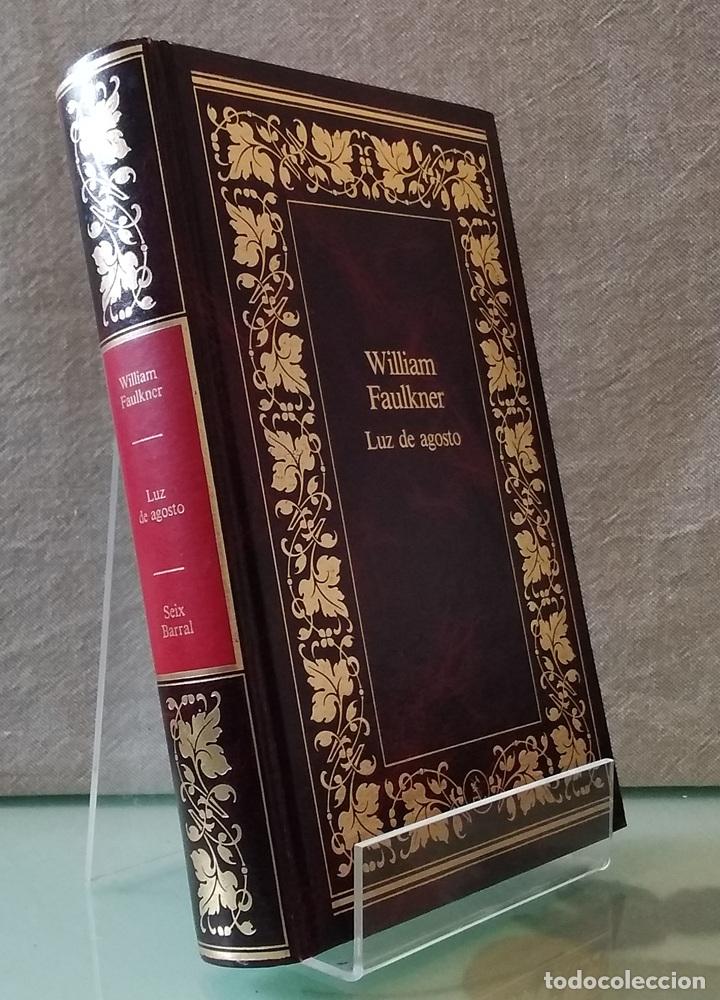 William
Faulkner
Luz
de agosto
Seix
Barral
William
Faulkner
Luz de agosto
todocoleccion